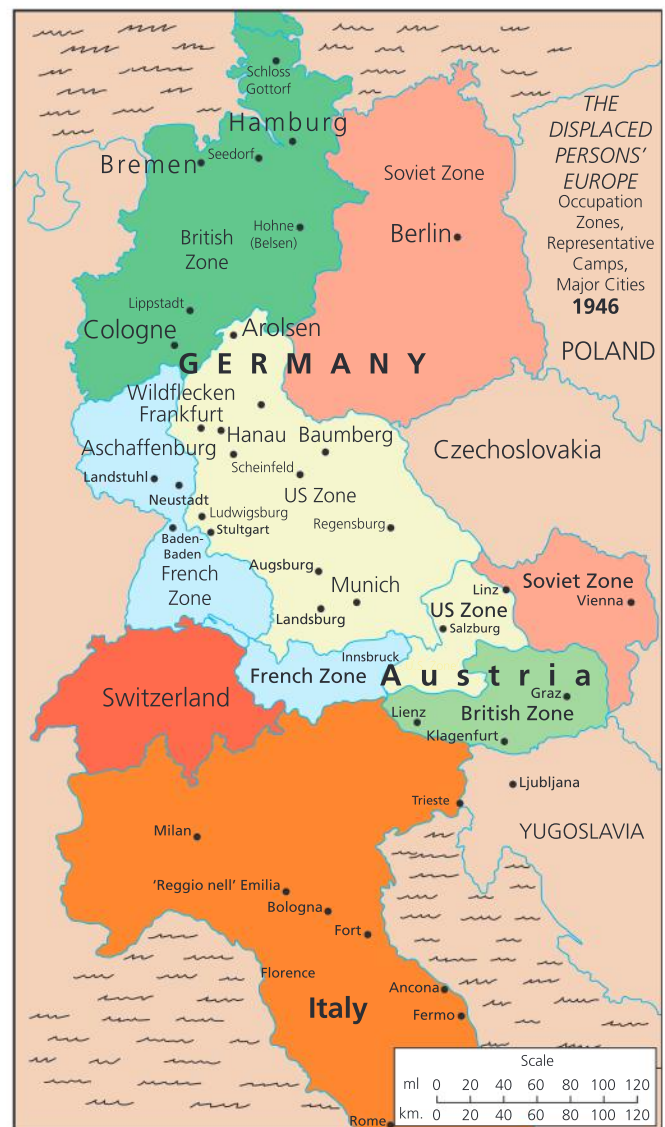 THE
DISPLACED
PERSONS’
EUROPE
Occupation
Zones,
Representative
Camps,
Major Cities
1946
Schloss
Gottorf
Hamburg
Bremen
Seedorf
Soviet Zone
Hohne
(Belsen)
Berlin
British
Zone
Lippstadt
Cologne
Arolsen
GERMANY
POLAND
Wildflecken
Frankfurt
Hanau
Baumberg
Aschaffenburg
Czechoslovakia
Scheinfeld
Landstuhl
Neustadt
US Zone
Ludwigsburg
Stultgart
Regensburg
Baden-
Baden
French
Zone
Augsburg
Munich
Landsburg
Linz
Soviet Zone
Vienna
US Zone
Salzburg
Innsbruck
French Zone
Austria
Switzerland
Graz
Lienz
British Zone
Klagenfurt
Ljubljana
Trieste
YUGOSLAVIA
Milan
‘Reggio nell’ Emilia
Bologna
Fort
Florence
Ancona
Italy
Fermo
Rome
Scale
ml 0 20 40 60 80 100 120
km. 0 20 40 60 80 100 120